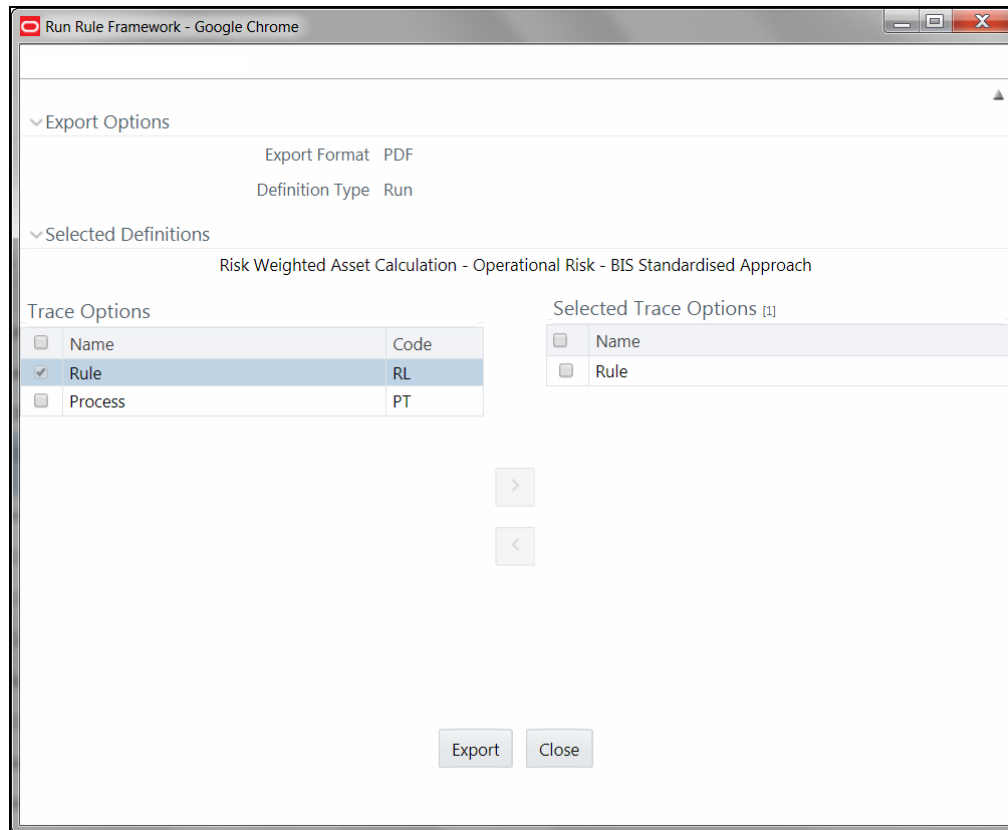 Run Rule Framework - Google Chrome
Export Options
Export Format PDF
Definition Type Run
Selected Definitions
Risk Weighted Asset Calculation - Operational Risk - BIS Standardised Approach
Trace Options
Name Code
Rule RL
Process PT
Selected Trace Options [1]
Name
Rule
>
<
Export Close